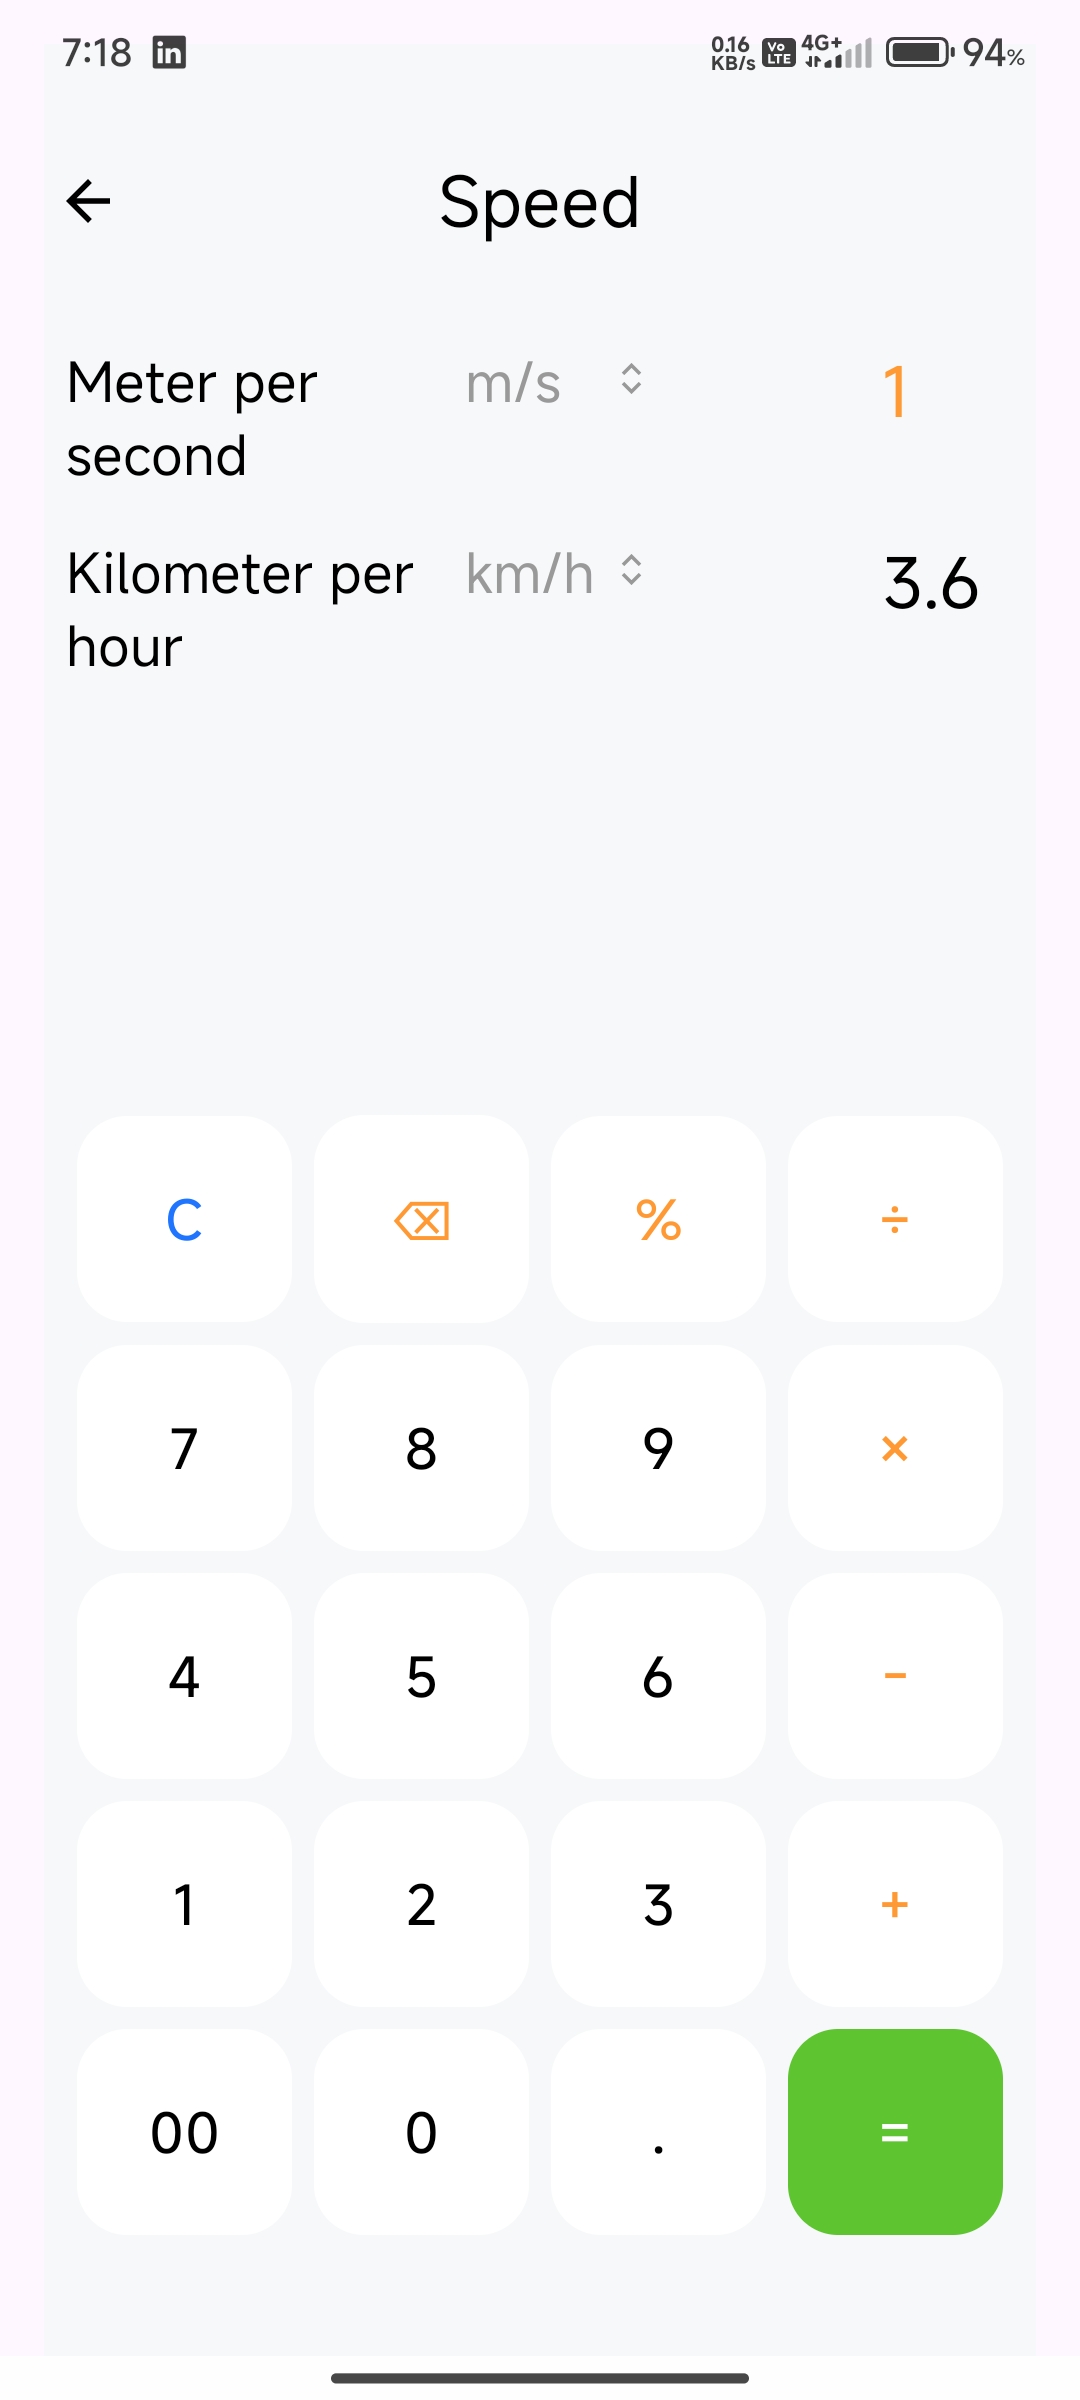 7:18 in 0.16 KB/s Vo LTE 4G+ 94%
Speed
Meter per second m/s 1
Kilometer per hour km/h 3.6
C % ÷
7 8 9 ×
4 5 6 −
1 2 3 +
00 0 . =